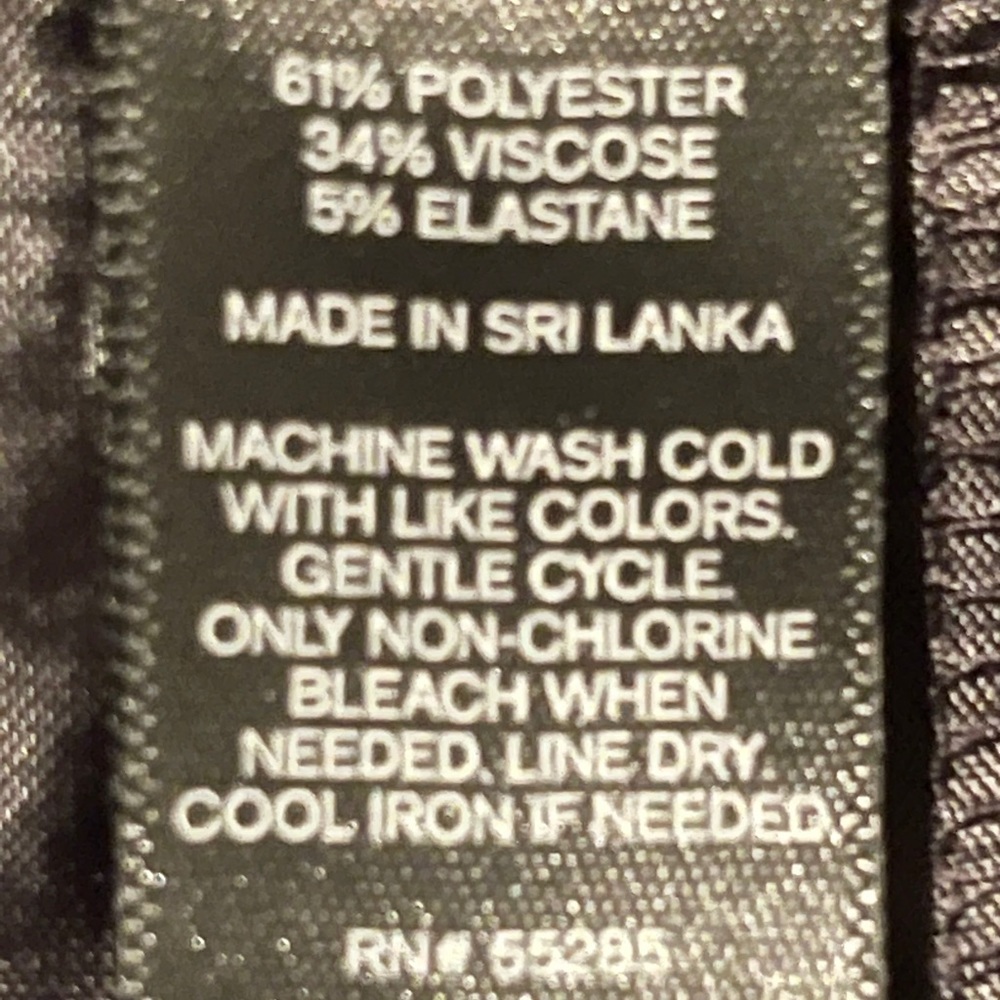 61% POLYESTER
34% VISCOSE
5% ELASTANE
MADE IN SRI LANKA
MACHINE WASH COLD
WITH LIKE COLORS.
GENTLE CYCLE.
ONLY NON-CHLORINE
BLEACH WHEN
NEEDED. LINE DRY.
COOL IRON IF NEEDED.
RN# 55285